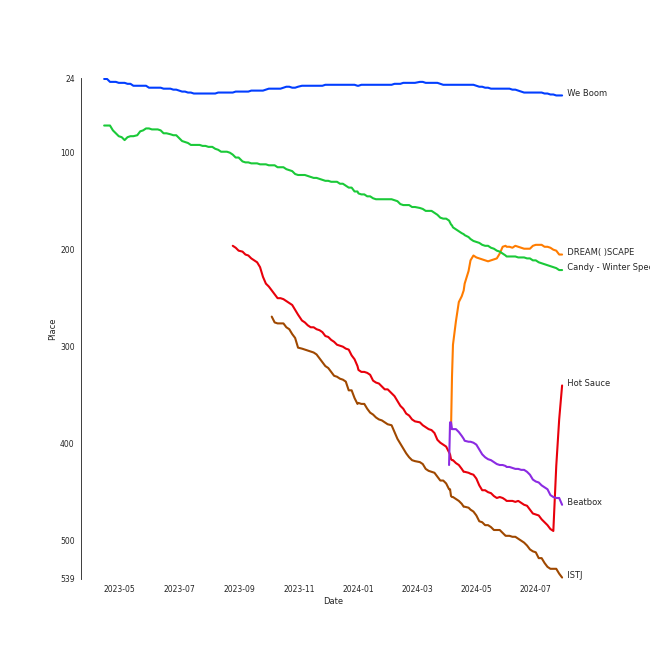 24
We Boom
100
200
DREAM( )SCAPE
Candy - Winter Spe
300
Place
Hot Sauce
400
Beatbox
500
539
ISTJ
2023-05 2023-07 2023-09 2023-11 2024-01 2024-03 2024-05 2024-07
Date